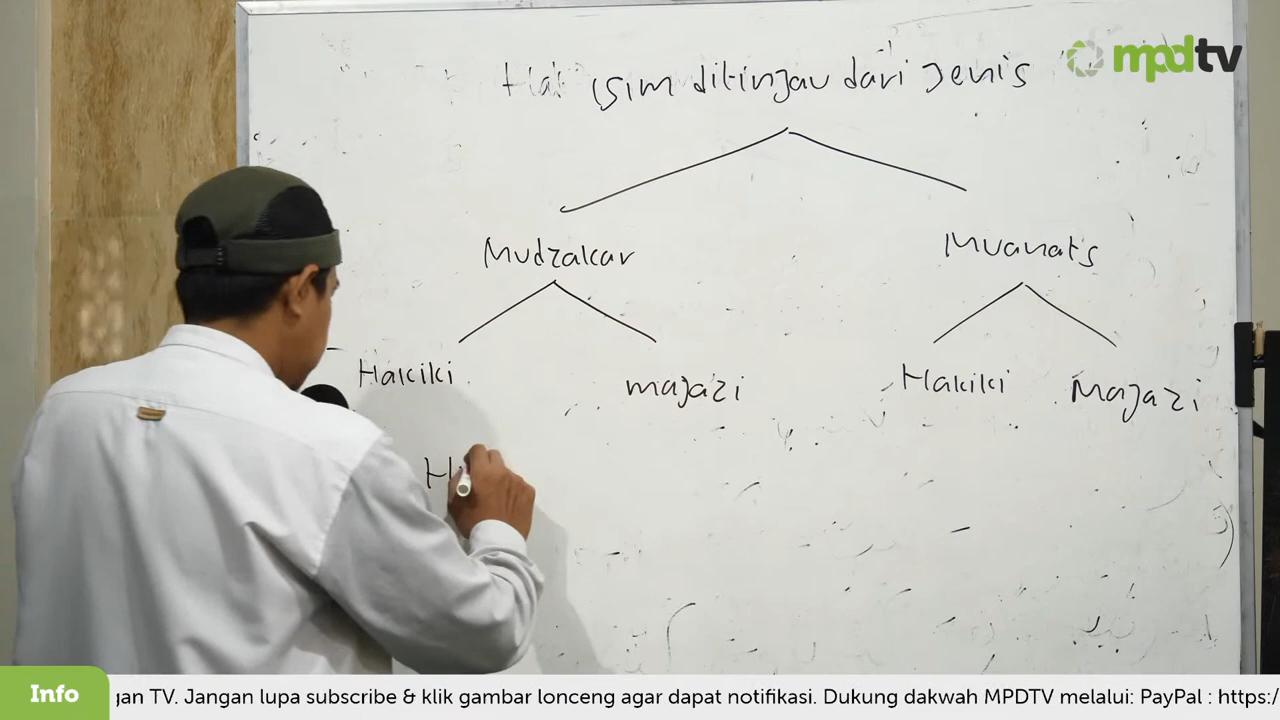 mpdtv
isim ditinjau dari Jenis
Mudzakar Muanats
Hakiki majazi Hakiki Majazi
H
Info gan TV. Jangan lupa subscribe & klik gambar lonceng agar dapat notifikasi. Dukung dakwah MPDTV melalui: PayPal : https:/